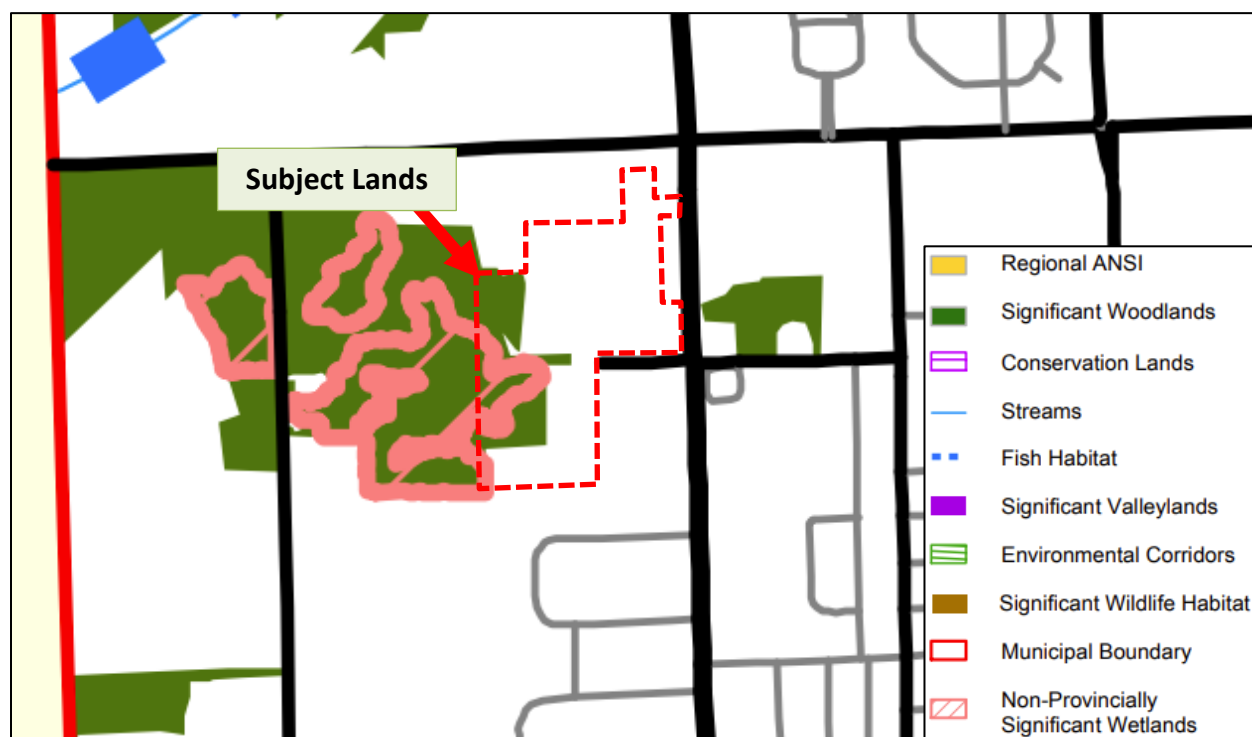 Subject Lands
Regional ANSI
Significant Woodlands
Conservation Lands
Streams
Fish Habitat
Significant Valleylands
Environmental Corridors
Significant Wildlife Habitat
Municipal Boundary
Non-Provincially
Significant Wetlands